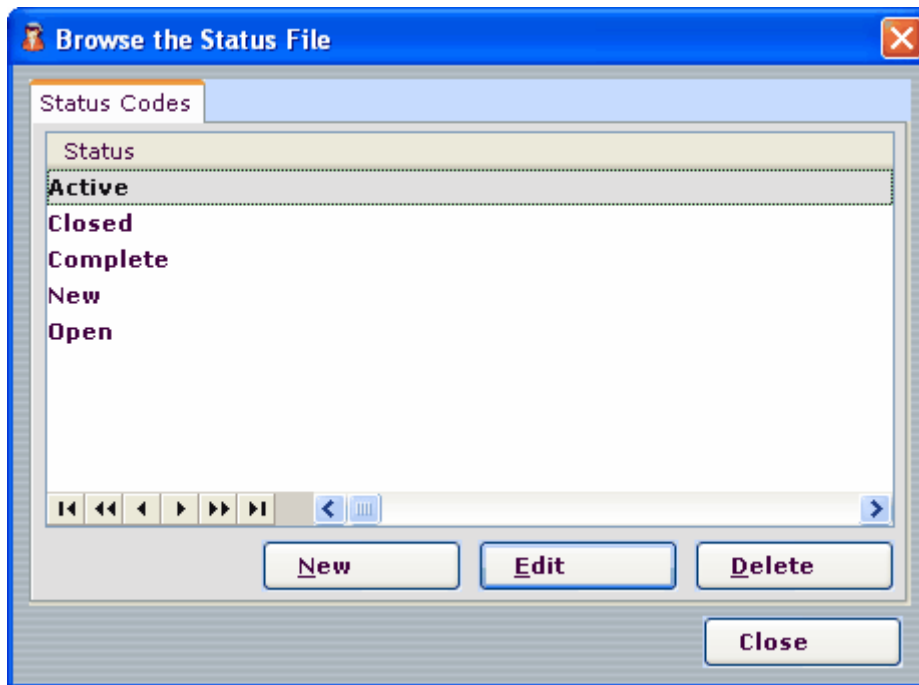 Browse the Status File
Status Codes
Status
Active
Closed
Complete
New
Open
New Edit Delete
Close